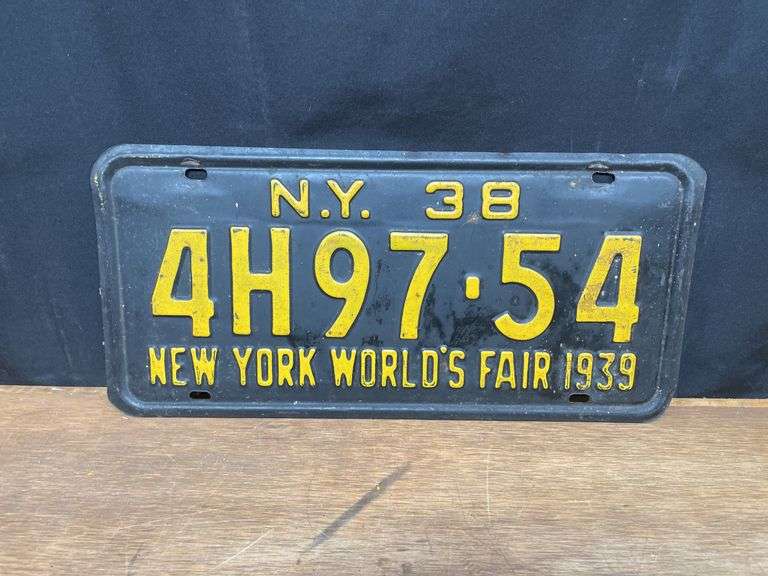 N.Y. 38
4H97·54
NEW YORK WORLD'S FAIR 1939